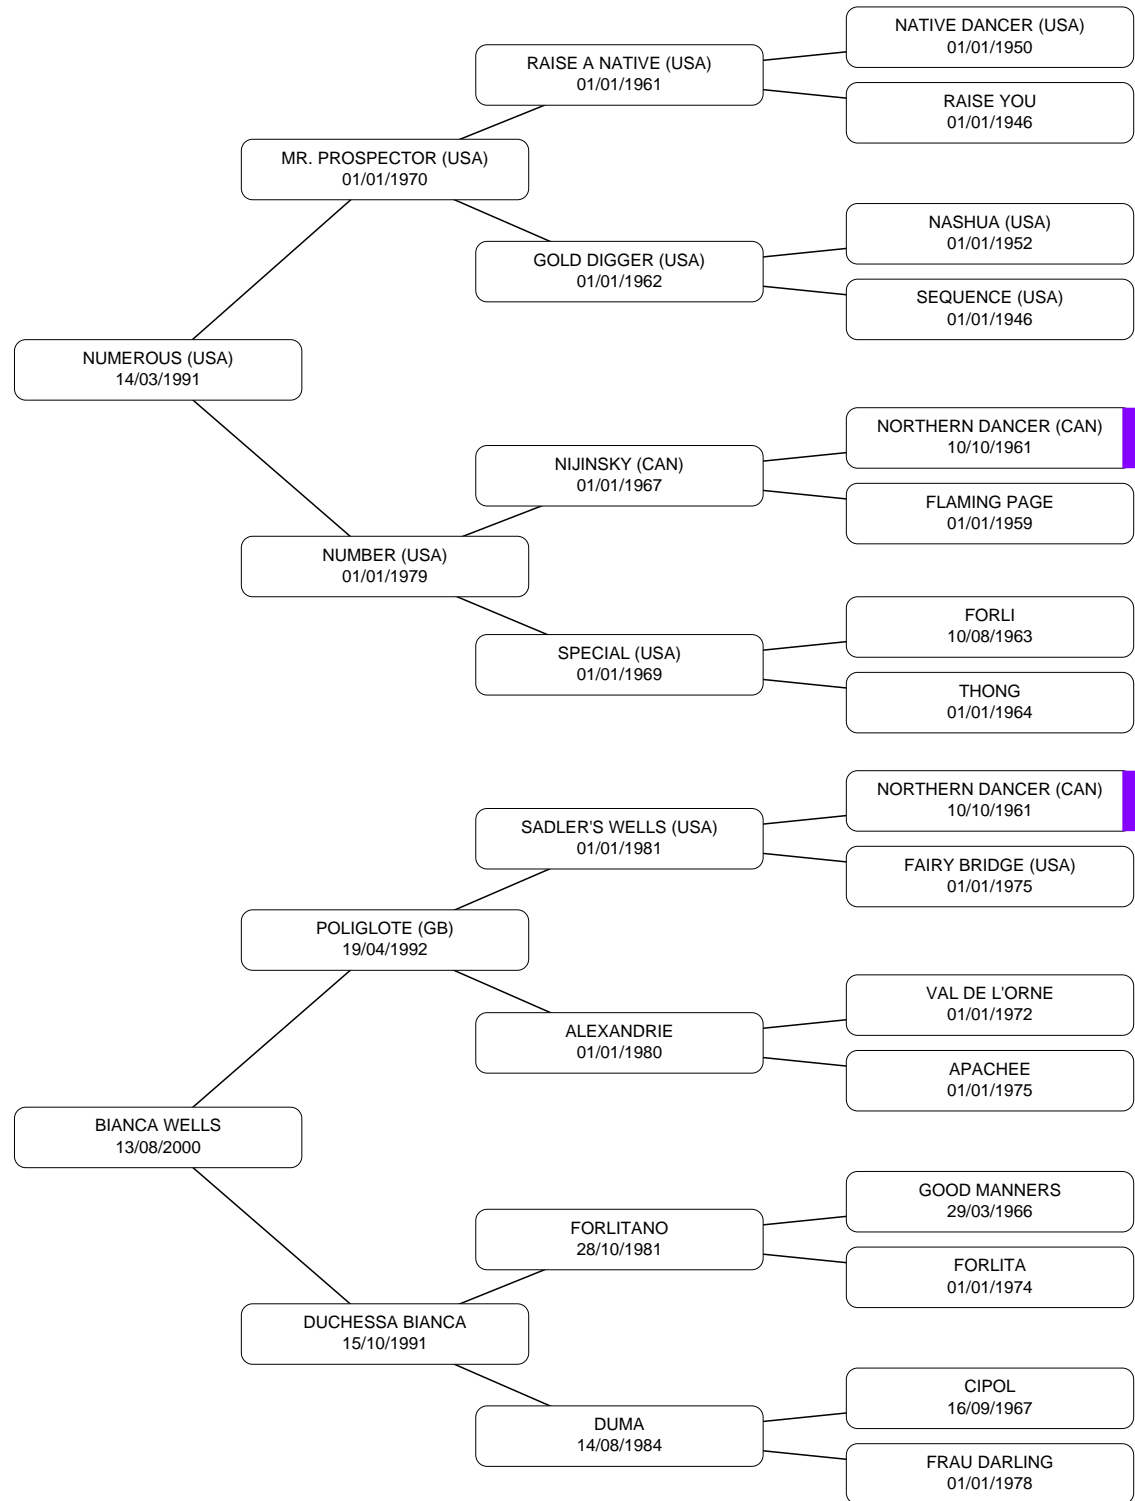 NATIVE DANCER (USA)
01/01/1950
RAISE A NATIVE (USA)
01/01/1961
RAISE YOU
01/01/1946
MR. PROSPECTOR (USA)
01/01/1970
NASHUA (USA)
01/01/1952
GOLD DIGGER (USA)
01/01/1962
SEQUENCE (USA)
01/01/1946
NUMEROUS (USA)
14/03/1991
NORTHERN DANCER (CAN)
10/10/1961
NIJINSKY (CAN)
01/01/1967
FLAMING PAGE
01/01/1959
NUMBER (USA)
01/01/1979
FORLI
10/08/1963
SPECIAL (USA)
01/01/1969
THONG
01/01/1964
NORTHERN DANCER (CAN)
10/10/1961
SADLER'S WELLS (USA)
01/01/1981
FAIRY BRIDGE (USA)
01/01/1975
POLIGLOTE (GB)
19/04/1992
VAL DE L'ORNE
01/01/1972
ALEXANDRIE
01/01/1980
APACHEE
01/01/1975
BIANCA WELLS
13/08/2000
GOOD MANNERS
29/03/1966
FORLITANO
28/10/1981
FORLITA
01/01/1974
DUCHESSA BIANCA
15/10/1991
CIPOL
16/09/1967
DUMA
14/08/1984
FRAU DARLING
01/01/1978